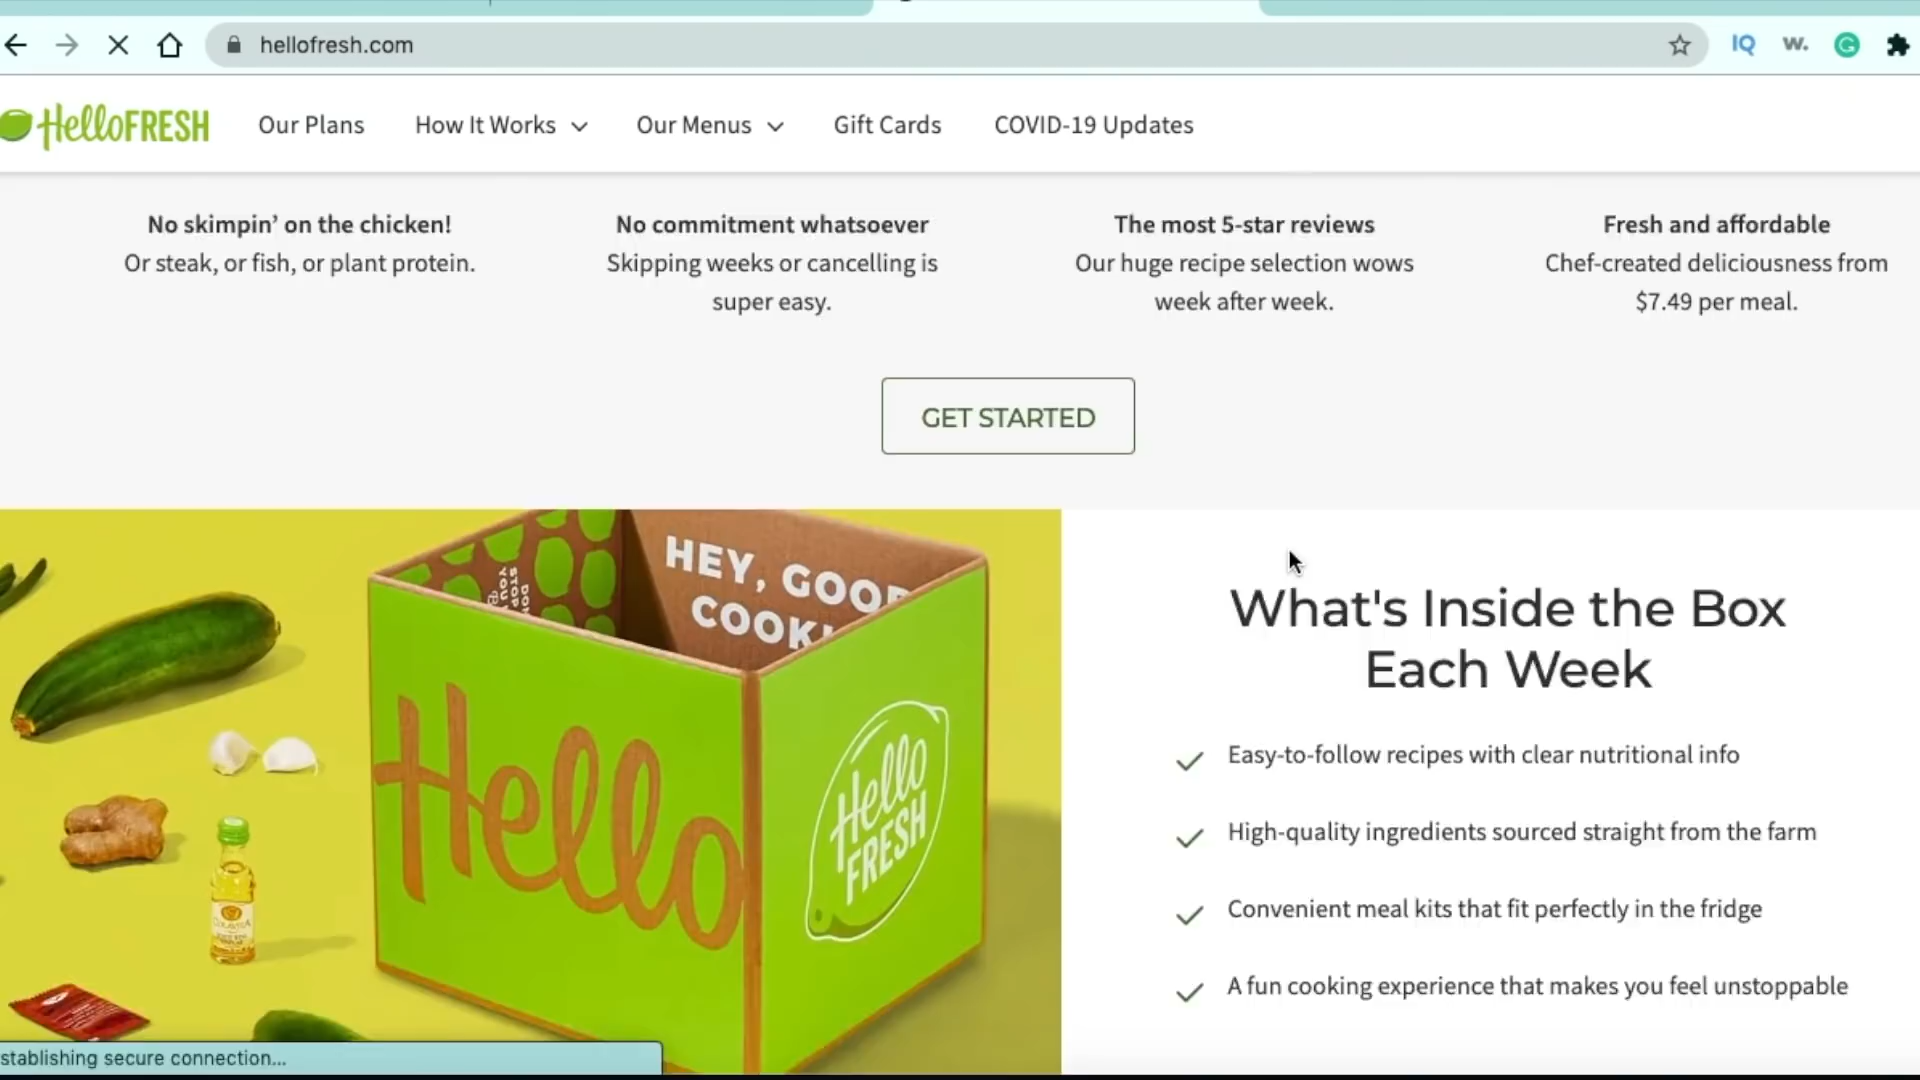 hellofresh.com
IQ
w.
G
HelloFRESH
Our Plans
How It Works
Our Menus
Gift Cards
COVID-19 Updates
No skimpin’ on the chicken!
Or steak, or fish, or plant protein.
No commitment whatsoever
Skipping weeks or cancelling is
super easy.
The most 5-star reviews
Our huge recipe selection wows
week after week.
Fresh and affordable
Chef-created deliciousness from
$7.49 per meal.
GET STARTED
HEY, GOOD
COOKI
Hello
Hello
FRESH
What's Inside the Box
Each Week
Easy-to-follow recipes with clear nutritional info
High-quality ingredients sourced straight from the farm
Convenient meal kits that fit perfectly in the fridge
A fun cooking experience that makes you feel unstoppable
stablishing secure connection...